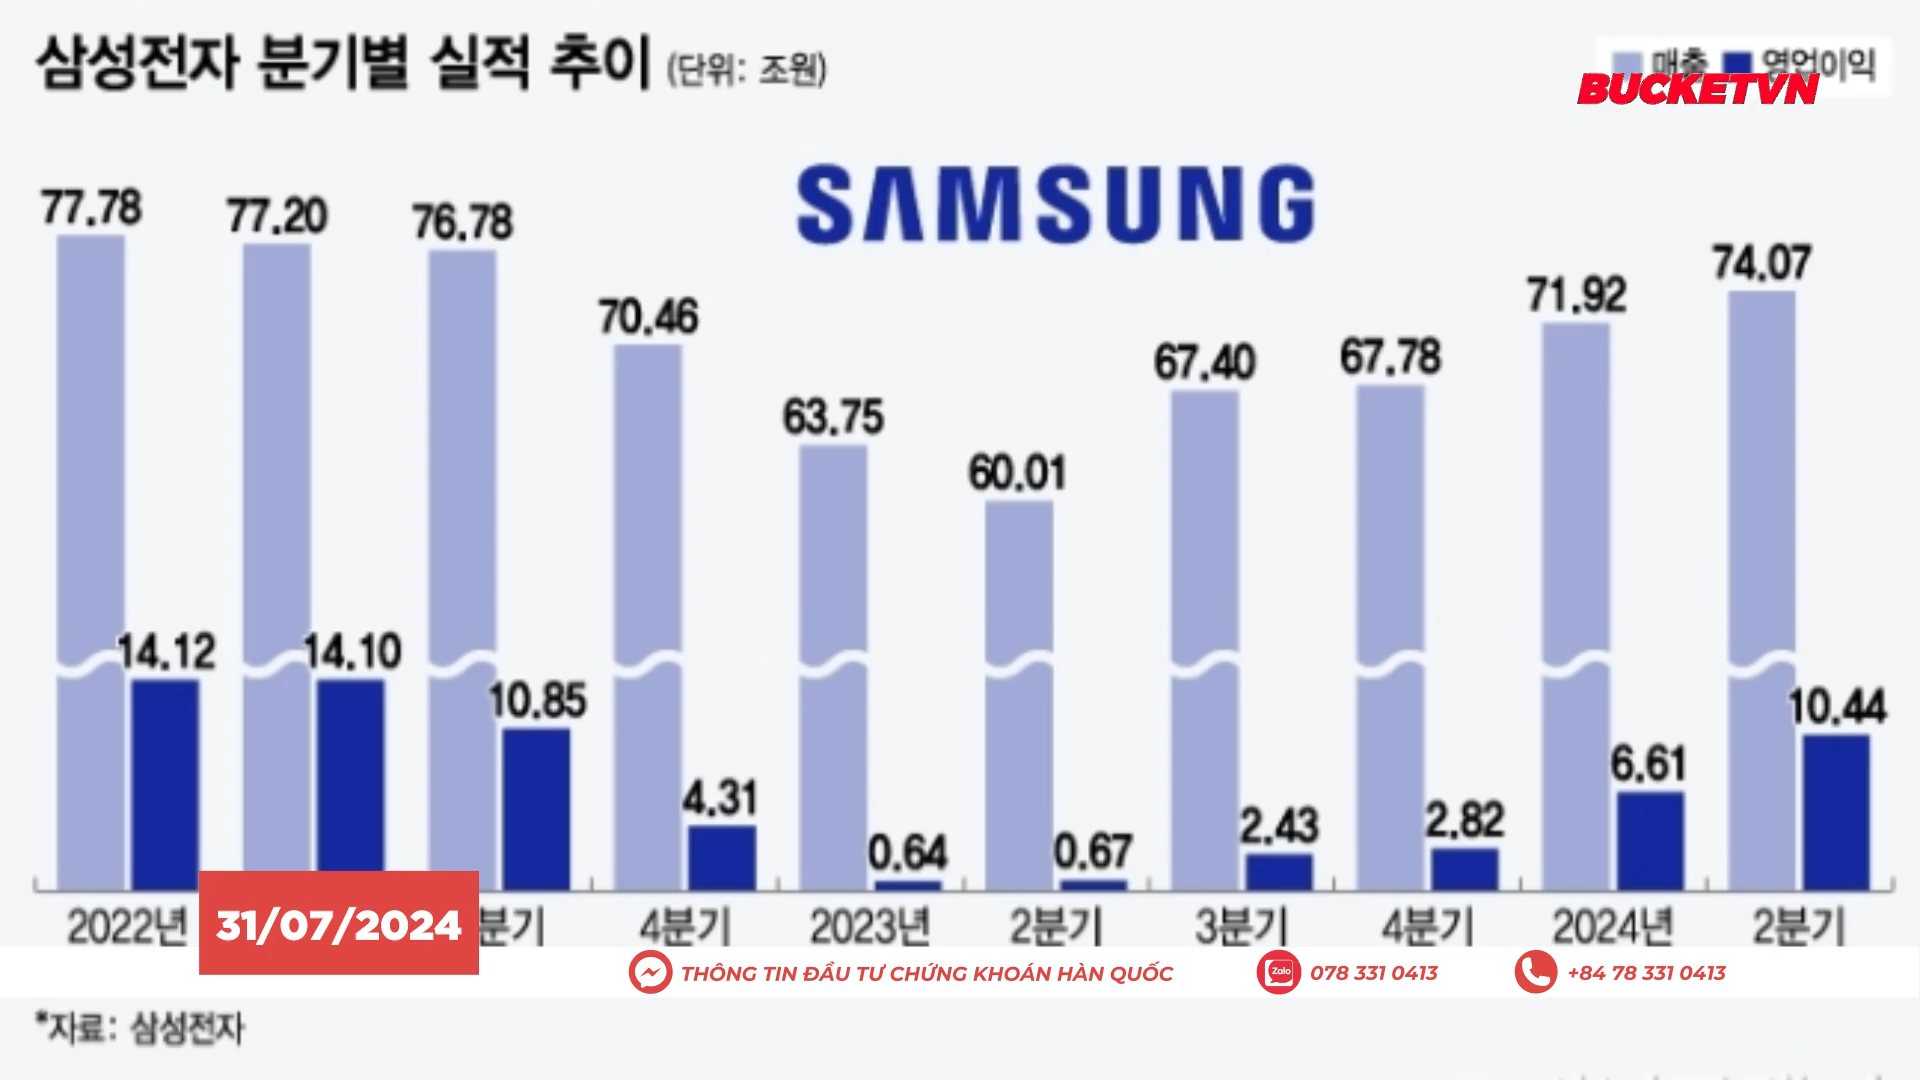 삼성전자 분기별 실적 추이 (단위: 조원)
매출 영업이익
BUCKETVN
SAMSUNG
77.78 77.20 76.78 70.46 63.75 60.01 67.40 67.78 71.92 74.07
14.12 14.10 10.85 4.31 0.64 0.67 2.43 2.82 6.61 10.44
2022년 분기 4분기 2023년 2분기 3분기 4분기 2024년 2분기
31/07/2024
THÔNG TIN ĐẦU TƯ CHỨNG KHOÁN HÀN QUỐC Zalo 078 331 0413 +84 78 331 0413
*자료: 삼성전자